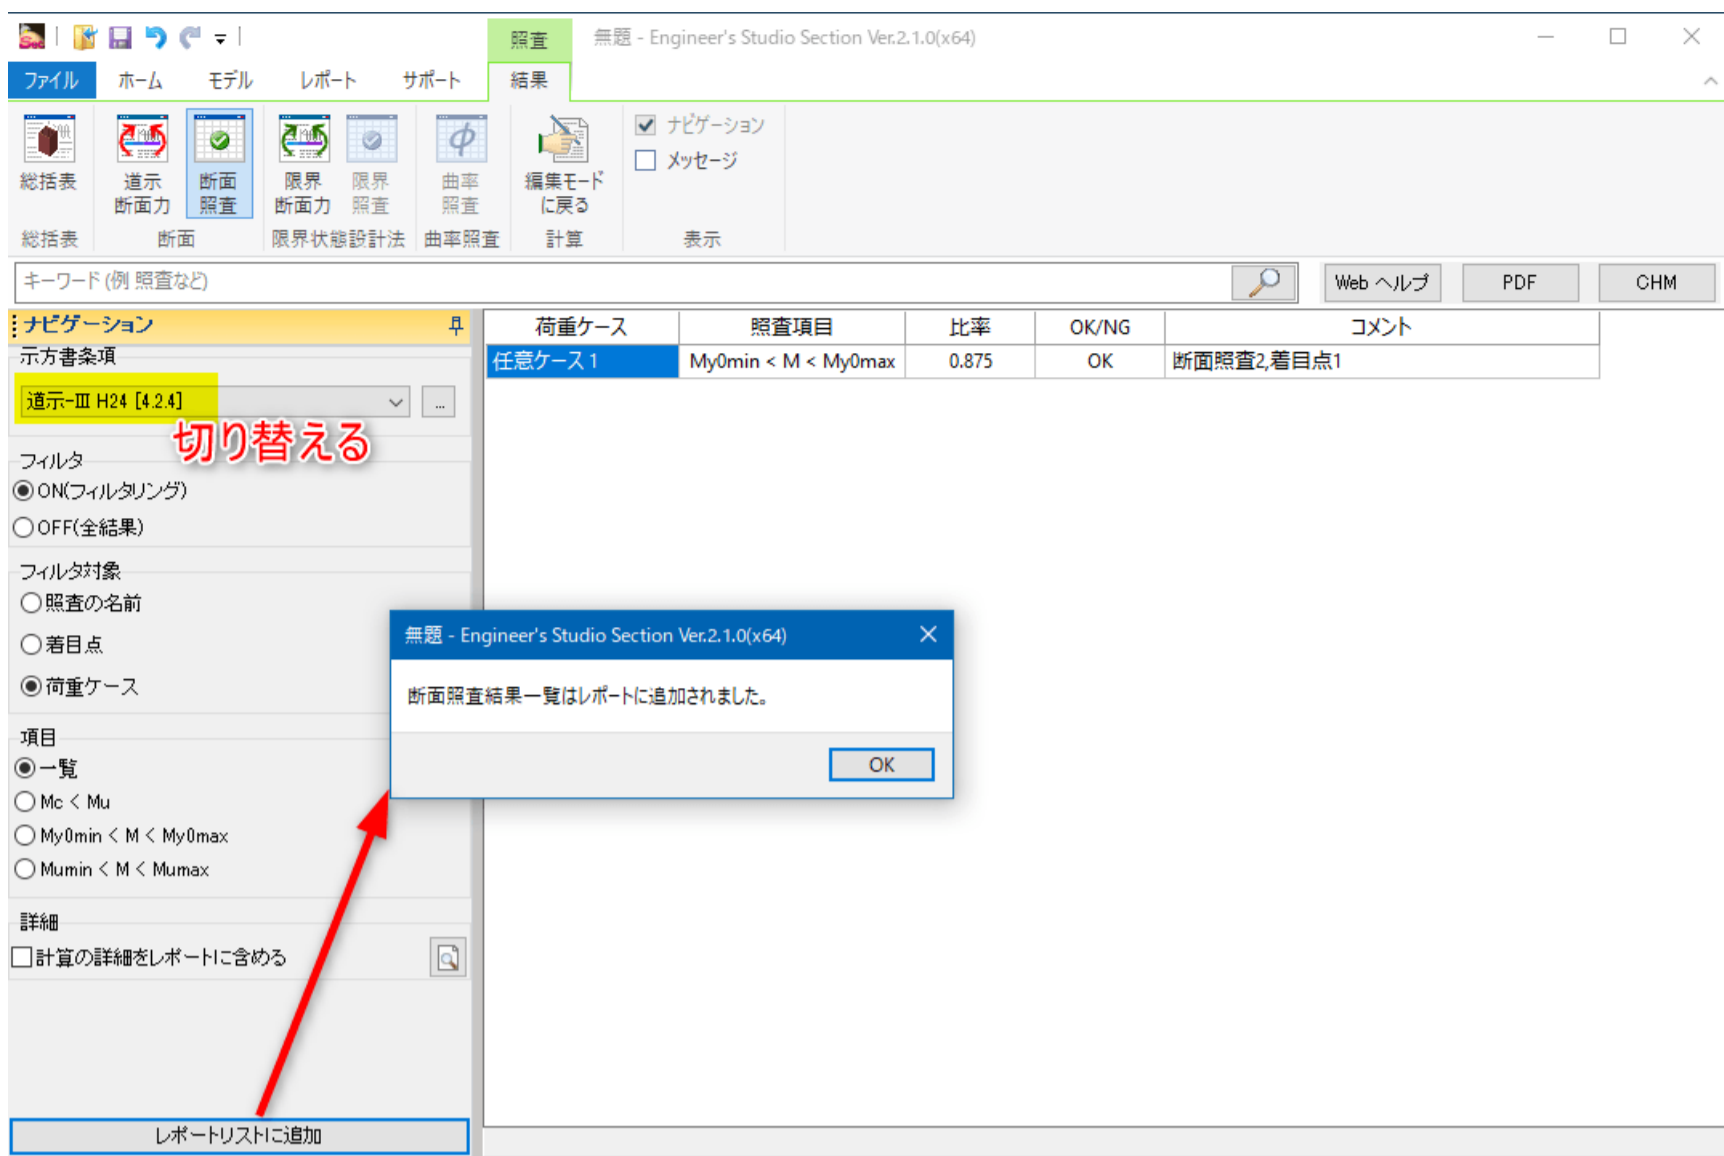 照査
無題 - Engineer's Studio Section Ver.2.1.0(x64)
ファイル ホーム モデル レポート サポート 結果
総括表
道示
断面力
断面
照査
限界
断面力
限界
照査
曲率
照査
編集モード
に戻る
ナビゲーション
メッセージ
総括表 断面 限界状態設計法 曲率照査 計算 表示
キーワード (例 照査など)
Web ヘルプ PDF CHM
ナビゲーション
示方書条項
道示-III H24 [4.2.4]
...
切り替える
フィルタ
ON(フィルタリング)
OFF(全結果)
フィルタ対象
照査の名前
着目点
荷重ケース
項目
一覧
Mc < Mu
My0min < M < My0max
Mumin < M < Mumax
詳細
計算の詳細をレポートに含める
レポートリストに追加
荷重ケース 照査項目 比率 OK/NG コメント
任意ケース 1 My0min < M < My0max 0.875 OK 断面照査2,着目点1
無題 - Engineer's Studio Section Ver.2.1.0(x64)
断面照査結果一覧はレポートに追加されました。
OK